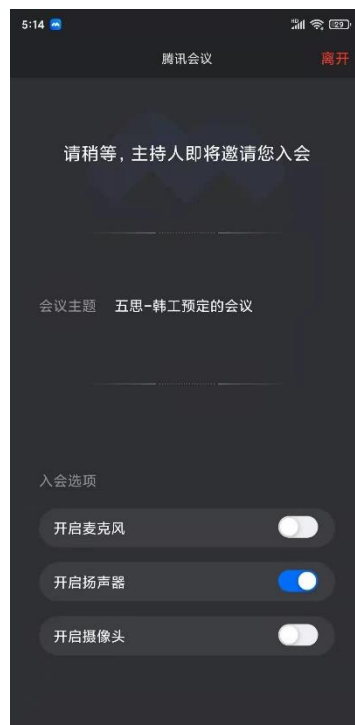 5:14
腾讯会议 离开
请稍等，主持人即将邀请您入会
会议主题 五思-韩工预定的会议
入会选项
开启麦克风
开启扬声器
开启摄像头